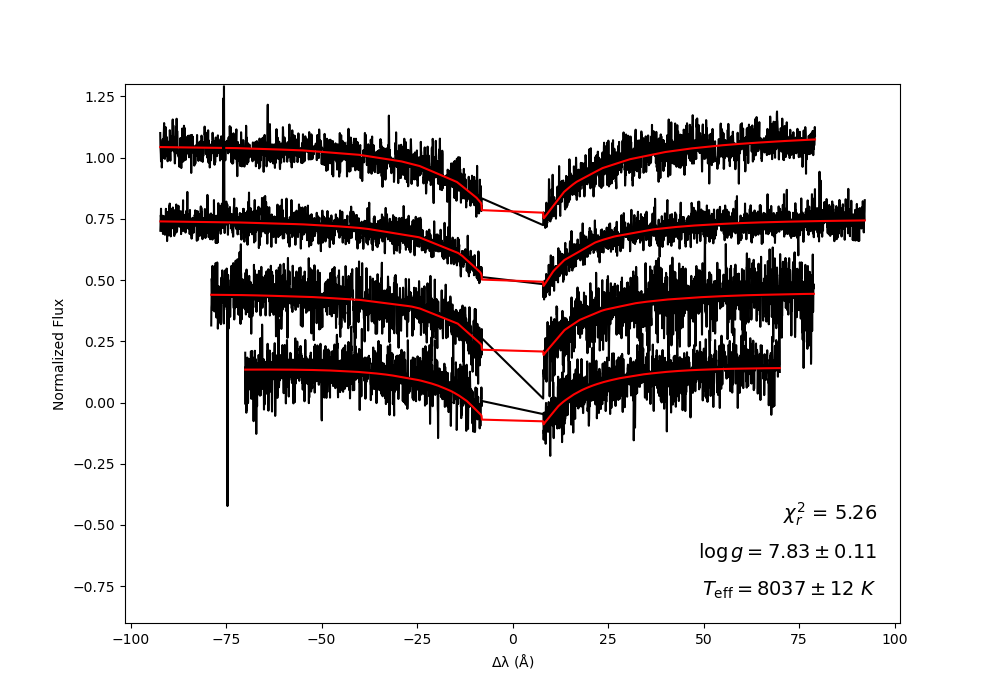 1.25
1.00
0.75
0.50
0.25
0.00
−0.25
−0.50
−0.75
Normalized Flux
χ²ᵣ = 5.26
log g = 7.83 ± 0.11
T_eff = 8037 ± 12 K
−100 −75 −50 −25 0 25 50 75 100
Δλ (Å)